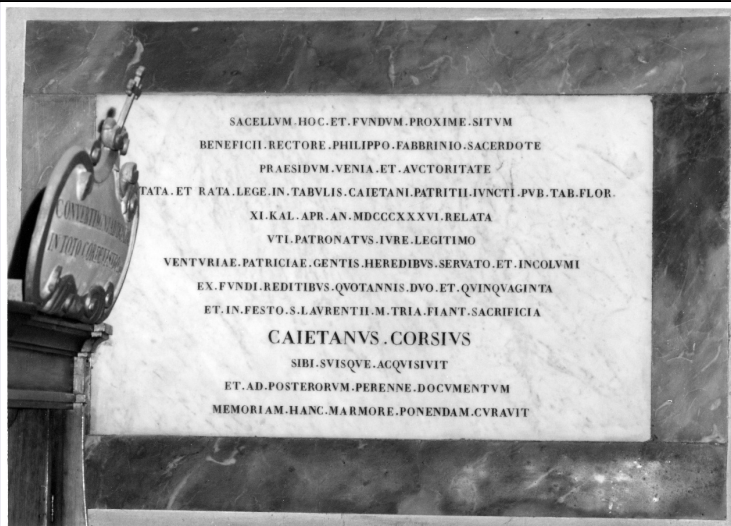 SACELLVM.HOC.ET.FVNDVM.PROXIME.SITVM
BENEFICII.RECTORE.PHILIPPO.FABBRINIO.SACERDOTE
PRAESIDVM.VENIA.ET.AVCTORITATE
TATA.ET RATA.LEGE.IN.TABVLIS.CAIETANI.PATRITII.IVNCTI.PVB.TAB.FLOR.
XI.KAL.APR.AN.MDCCCXXXVI.RELATA
VTI.PATRONATVS.IVRE.LEGITIMO
VENTVRIAE.PATRICIAE.GENTIS.HEREDIBVS.SERVATO.ET.INCOLVMI
EX.FVNDI.REDITIBVS.QVOTANNIS.DVO.ET.QVINQVAGINTA
ET.IN.FESTO.S.LAVRENTII.M.TRIA.FIANT.SACRIFICIA
CAIETANVS.CORSIVS
SIBI.SVISQVE.ACQVISIVIT
ET.AD.POSTERORVM.PERENNE.DOCVMENTVM
MEMORIAM.HANC.MARMORE.PONENDAM.CVRAVIT
IN TOTO CORDE